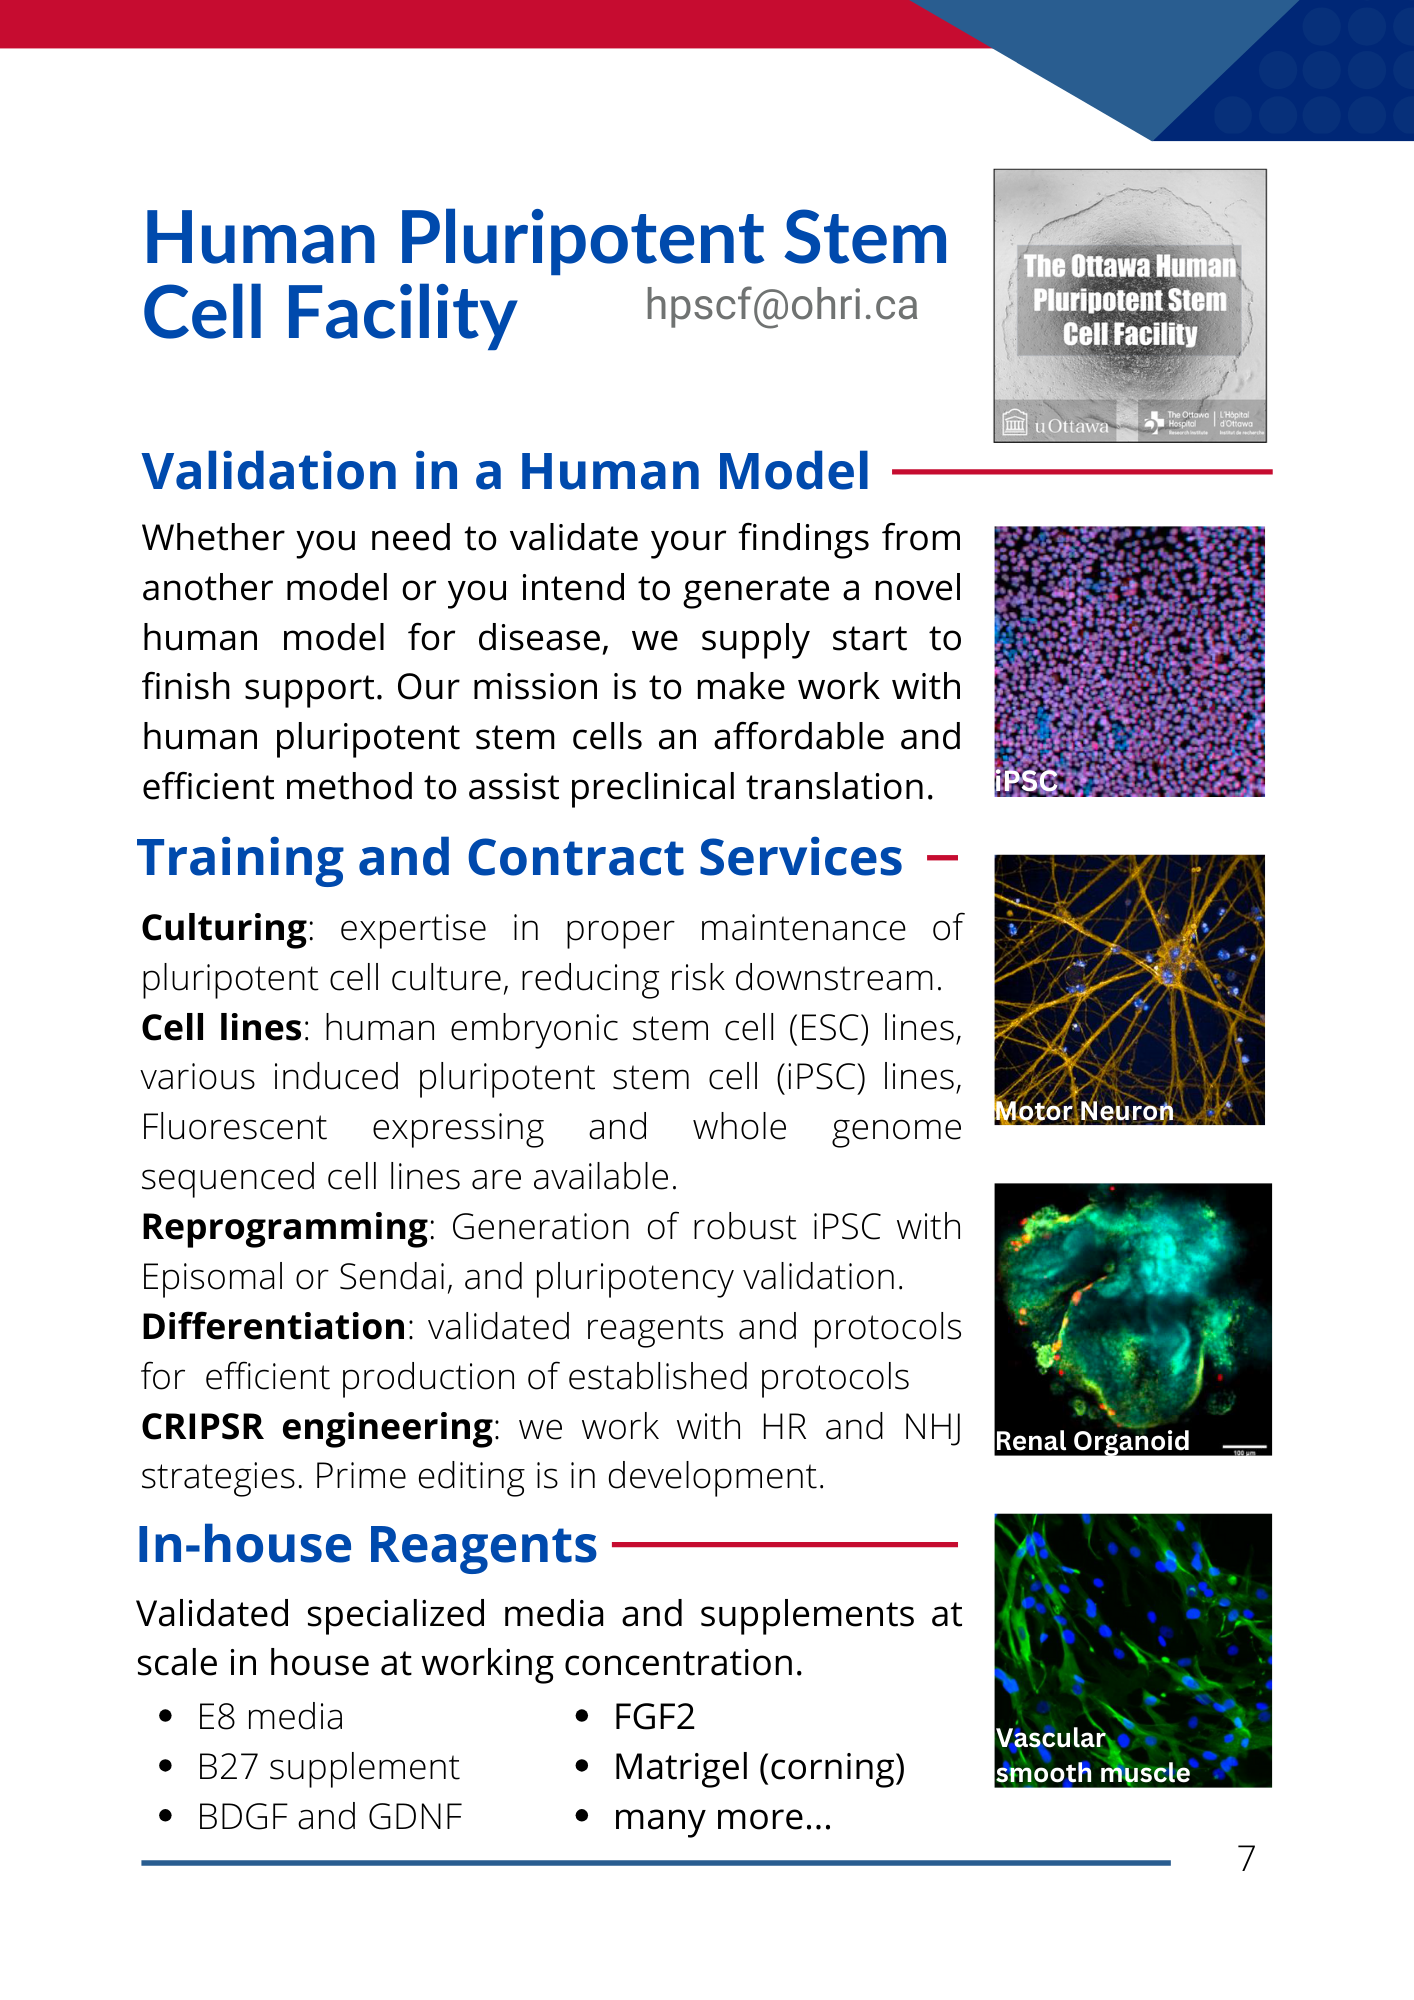 Human Pluripotent Stem
Cell Facility
hpscf@ohri.ca
The Ottawa Human
Pluripotent Stem
Cell Facility
uOttawa
The Ottawa
Hospital
Research Institute
L'Hôpital
d'Ottawa
Institut de recherche
Validation in a Human Model
Whether you need to validate your findings from
another model or you intend to generate a novel
human model for disease, we supply start to
finish support. Our mission is to make work with
human pluripotent stem cells an affordable and
efficient method to assist preclinical translation.
iPSC
Training and Contract Services
Culturing: expertise in proper maintenance of
pluripotent cell culture, reducing risk downstream.
Cell lines: human embryonic stem cell (ESC) lines,
various induced pluripotent stem cell (iPSC) lines,
Fluorescent expressing and whole genome
sequenced cell lines are available.
Reprogramming: Generation of robust iPSC with
Episomal or Sendai, and pluripotency validation.
Differentiation: validated reagents and protocols
for efficient production of established protocols
CRIPSR engineering: we work with HR and NHJ
strategies. Prime editing is in development.
Motor Neuron
Renal Organoid
100 µm
In-house Reagents
Validated specialized media and supplements at
scale in house at working concentration.
• E8 media
• B27 supplement
• BDGF and GDNF
• FGF2
• Matrigel (corning)
• many more...
Vascular
smooth muscle
7